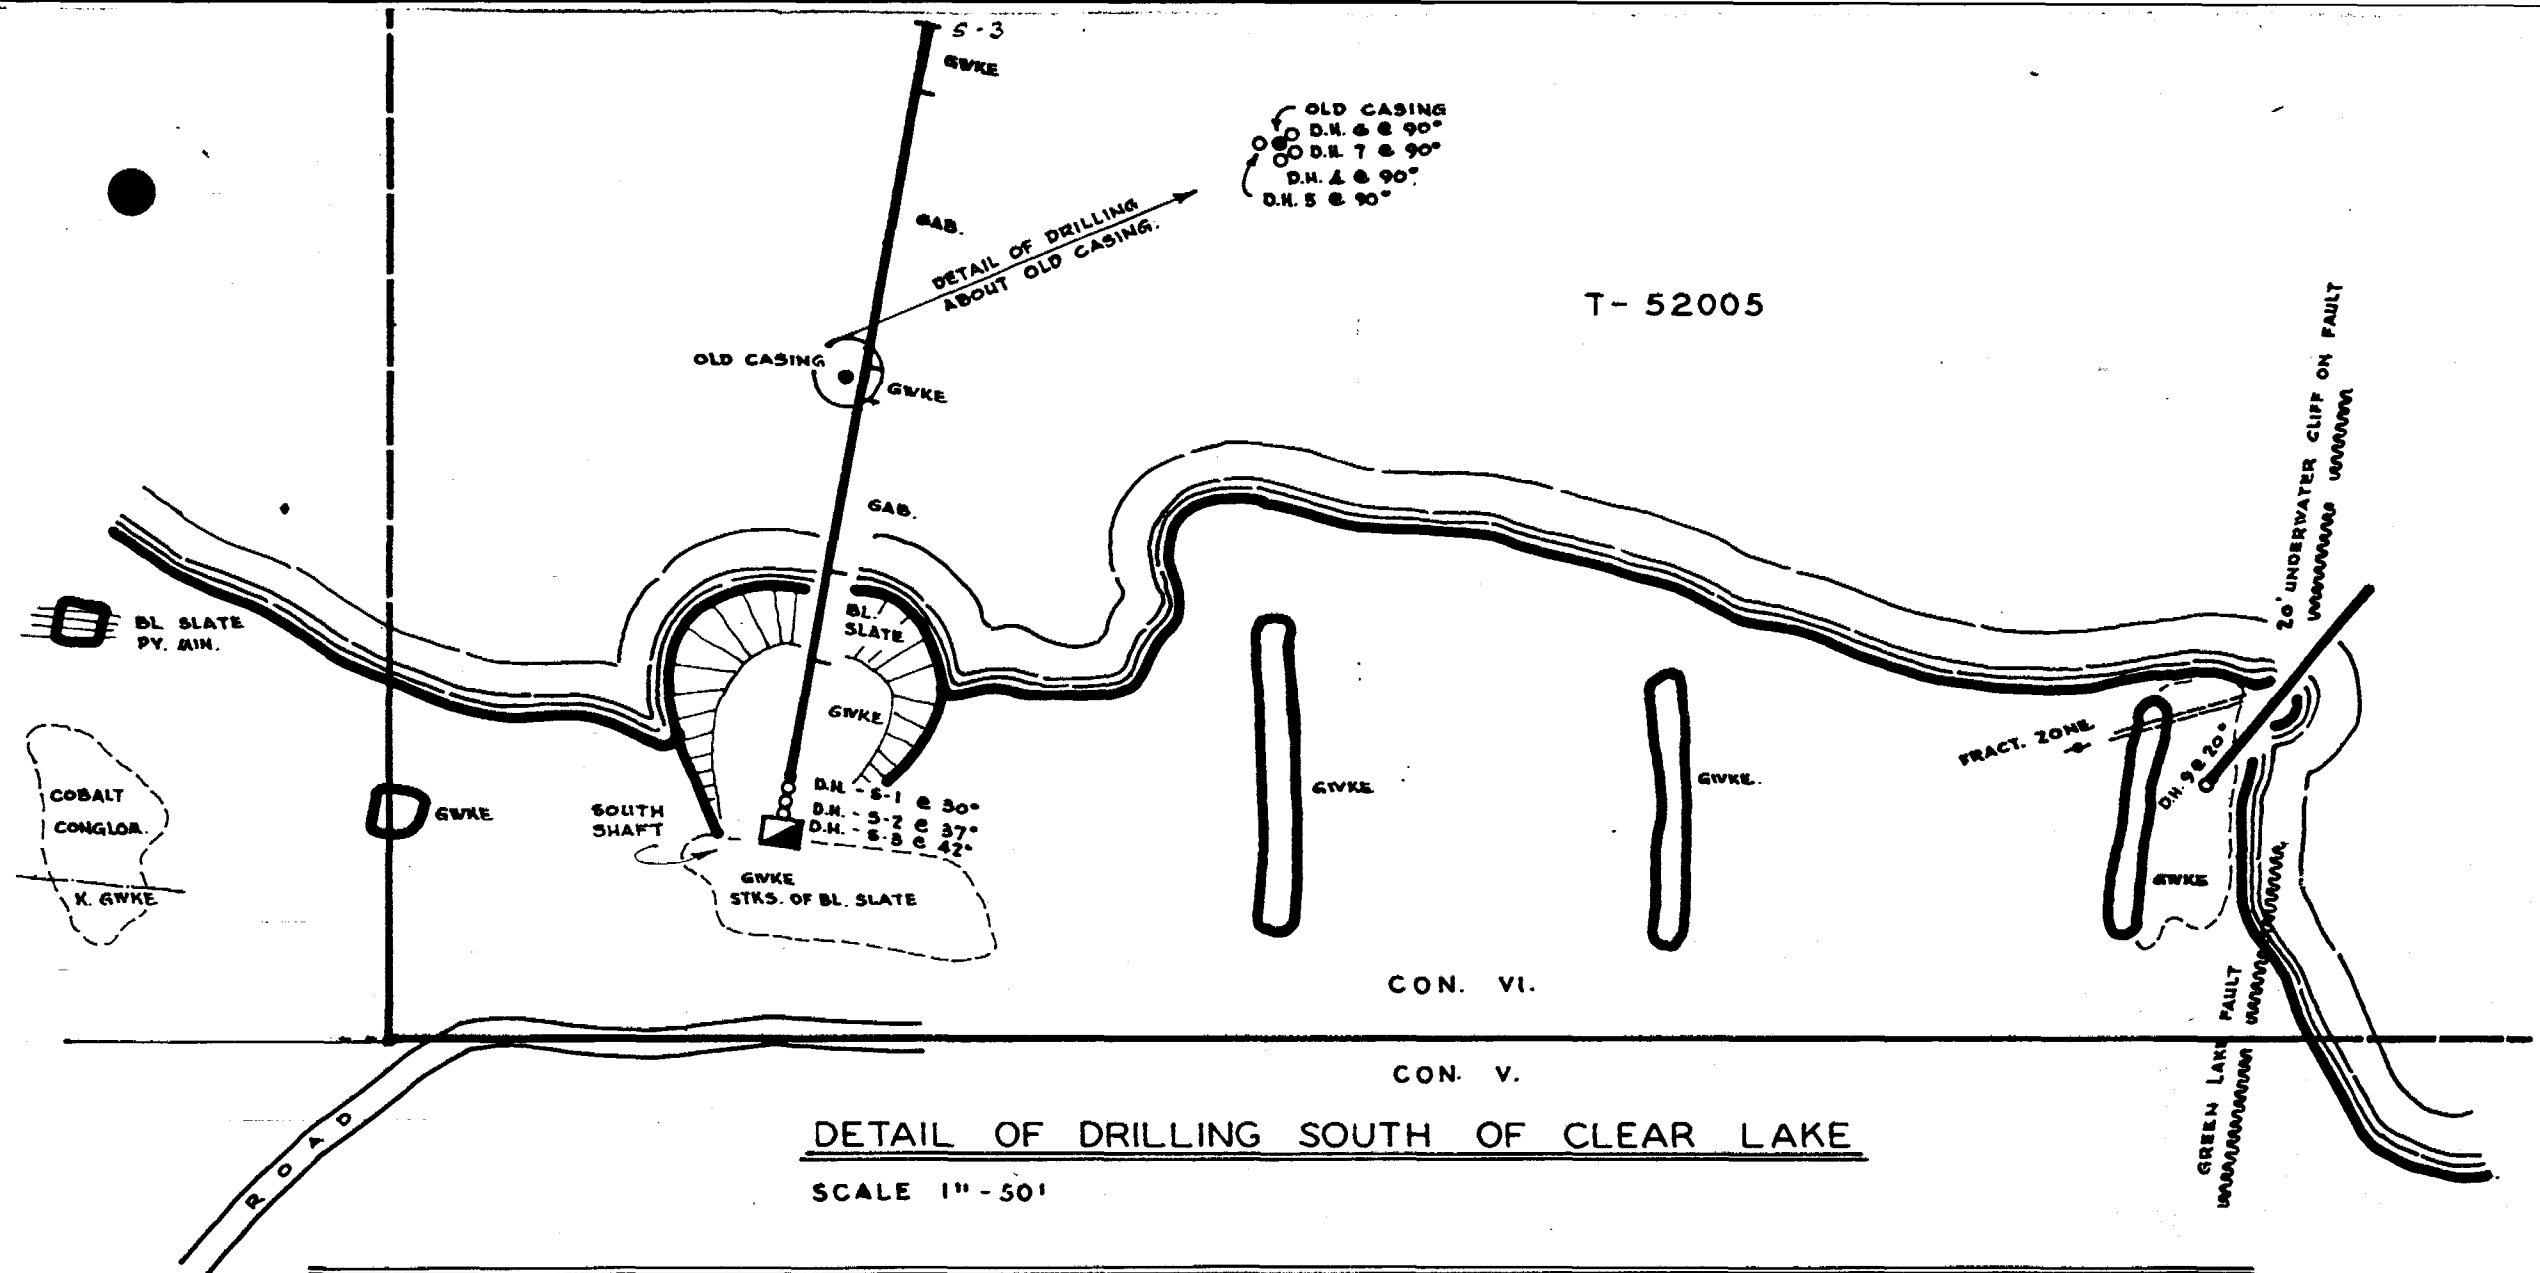 S-3
GWKE
OLD CASING
D.H. 6 @ 90°
D.H. 7 @ 90°
D.H. 4 @ 90°
D.H. 5 @ 90°
GAB.
DETAIL OF DRILLING
ABOUT OLD CASING.
T-52005
OLD CASING
GWKE
20' UNDERWATER CLIFF ON FAULT
GAB.
BL.
SLATE
BL SLATE
PY. MIN.
GWKE
FRACT. ZONE
D.H. 9 @ 20°
COBALT
CONGLOM.
K. GWKE
GWKE
SOUTH
SHAFT
D.H. - S-1 @ 30°
D.H. - S-2 @ 37°
D.H. - S-3 @ 42°
GWKE
STKS. OF BL. SLATE
GWKE
GWKE.
GWKE
CON. VI.
GREEN LAKE FAULT
CON. V.
ROAD
DETAIL OF DRILLING SOUTH OF CLEAR LAKE
SCALE 1" - 50'